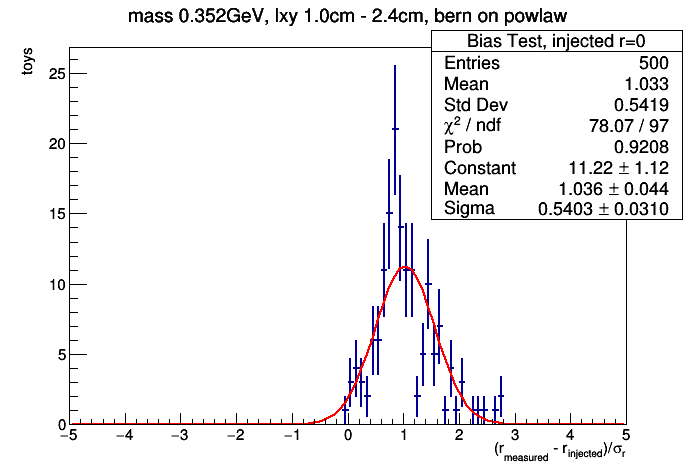 mass 0.352GeV, lxy 1.0cm - 2.4cm, bern on powlaw
Bias Test, injected r=0
Entries 500
Mean 1.033
Std Dev 0.5419
χ² / ndf 78.07 / 97
Prob 0.9208
Constant 11.22 ± 1.12
Mean 1.036 ± 0.044
Sigma 0.5403 ± 0.0310
toys
25
20
15
10
5
0
−5 −4 −3 −2 −1 0 1 2 3 4 5
(r_measured - r_injected)/σ_r